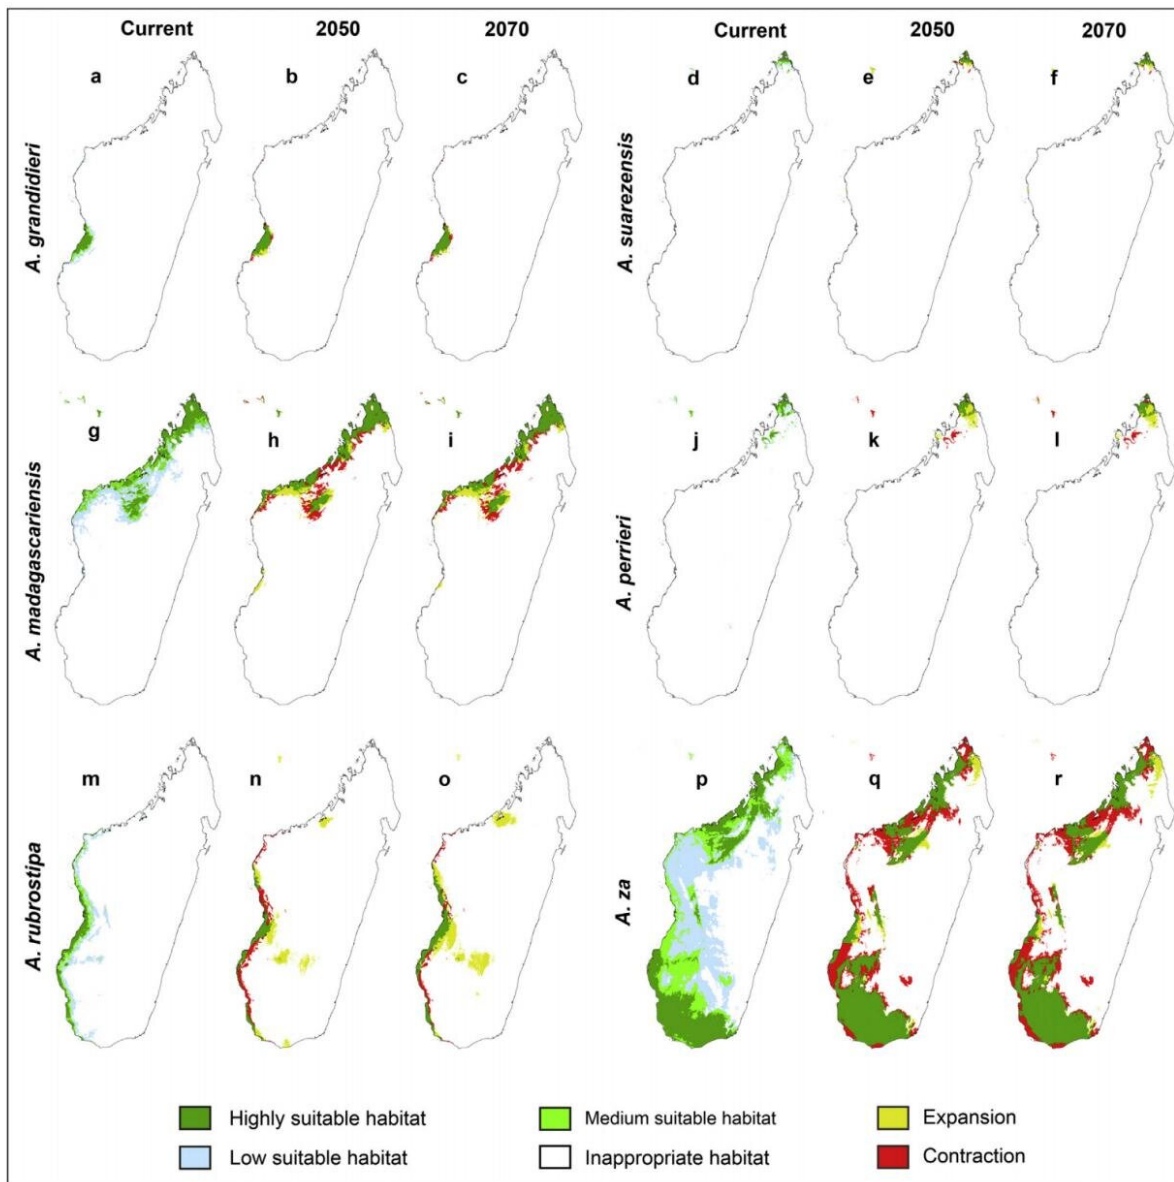 Current 2050 2070 Current 2050 2070
a b c d e f
A. grandidieri A. suarezensis
g h i j k l
A. madagascariensis A. perrieri
m n o p q r
A. rubrostipa A. za
Highly suitable habitat Medium suitable habitat Expansion
Low suitable habitat Inappropriate habitat Contraction